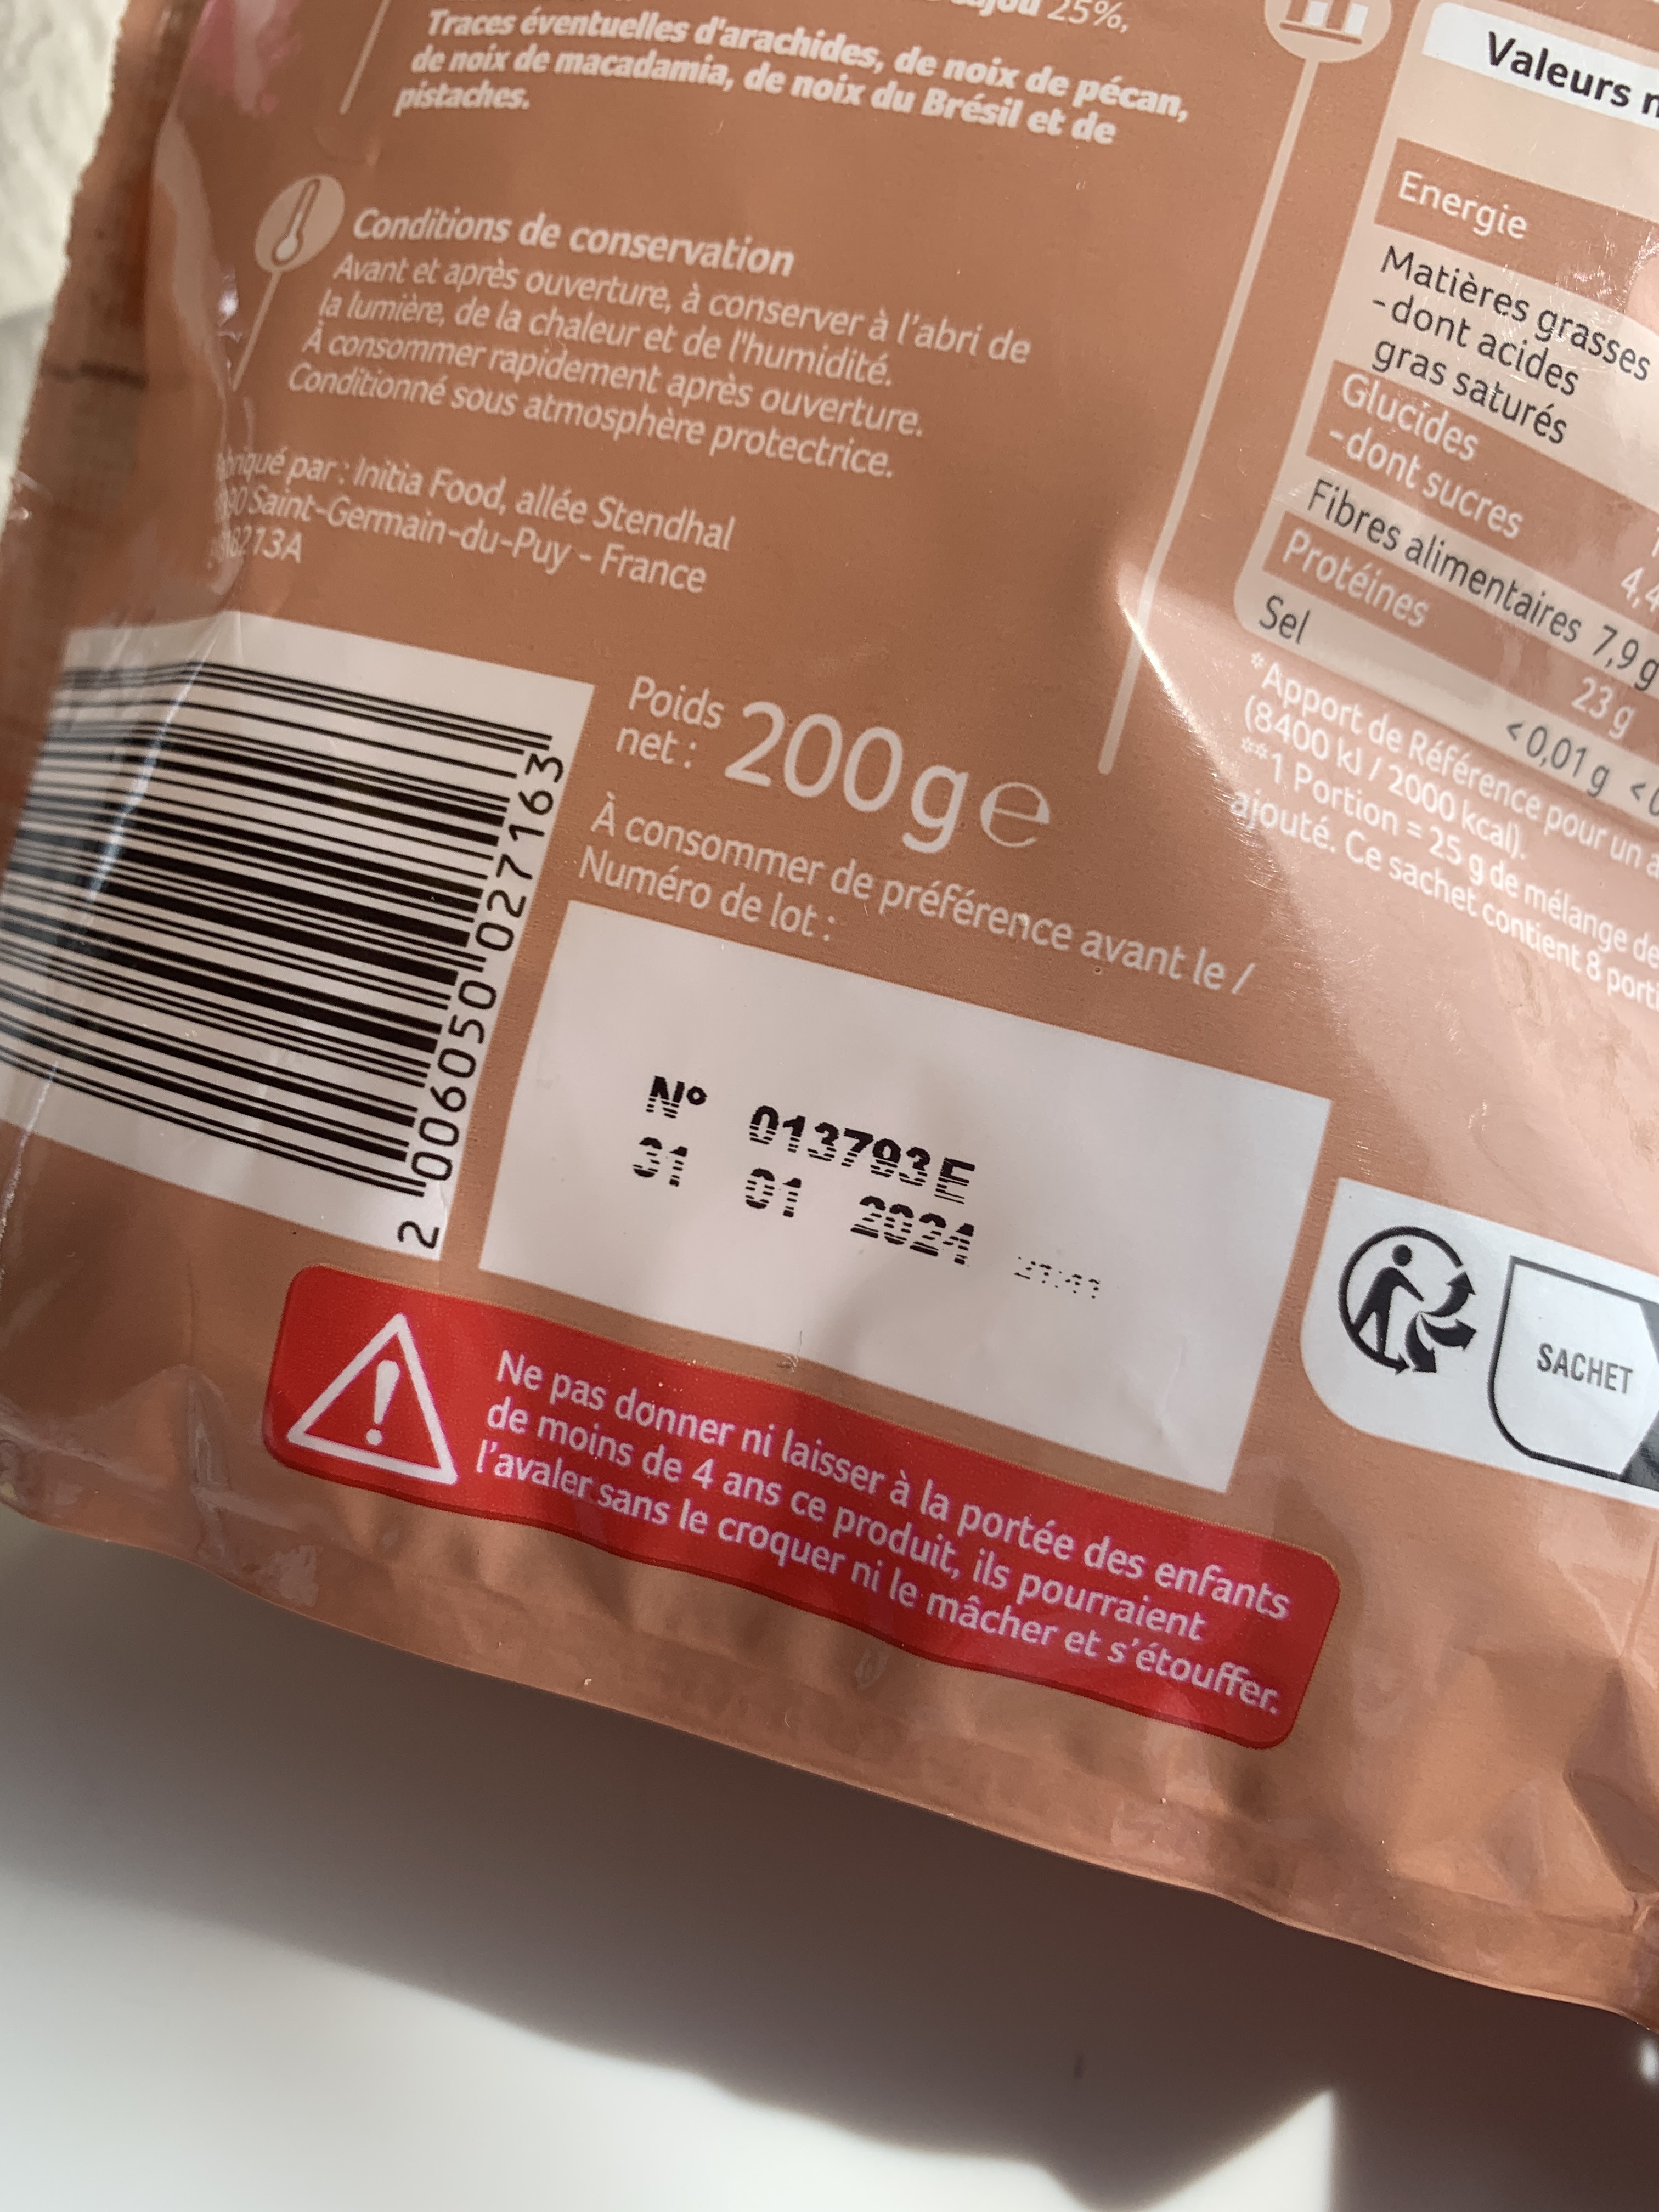 25%,
Traces éventuelles d'arachides, de noix de pécan,
de noix de macadamia, de noix du Brésil et de
pistaches.
Conditions de conservation
Avant et après ouverture, à conserver à l'abri de
la lumière, de la chaleur et de l'humidité.
À consommer rapidement après ouverture.
Conditionné sous atmosphère protectrice.
par : Initia Food, allée Stendhal
Saint-Germain-du-Puy - France
8213A
2 006050 027163
Poids
net : 200g℮
À consommer de préférence avant le /
Numéro de lot :
N° 013793E
31 01 2024
Ne pas donner ni laisser à la portée des enfants
de moins de 4 ans ce produit, ils pourraient
l'avaler sans le croquer ni le mâcher et s'étouffer.
Valeurs
Energie
Matières grasses
- dont acides
gras saturés
Glucides
- dont sucres 4,4
Fibres alimentaires 7,9 g
Protéines 23 g
Sel < 0,01 g <
*Apport de Référence pour un
(8400 kJ / 2000 kcal).
**1 Portion = 25 g de mélange de
ajouté. Ce sachet contient 8
SACHET